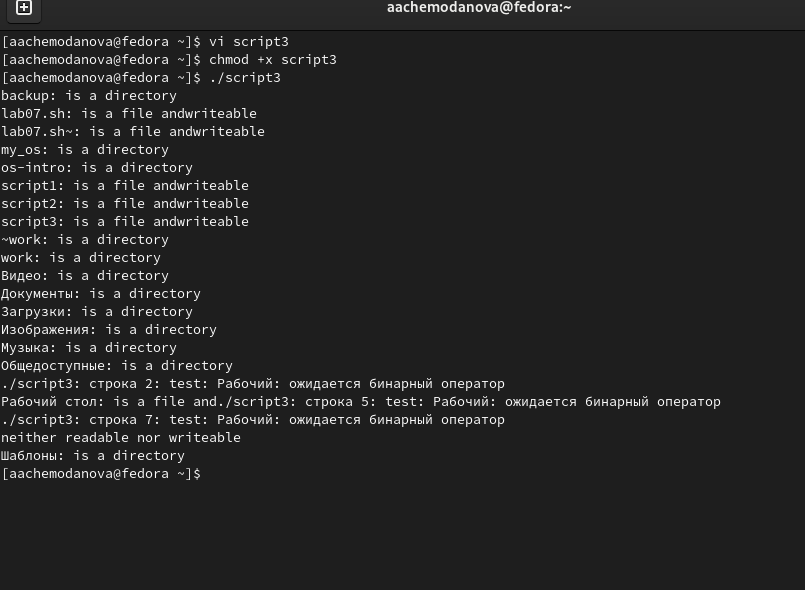 aachemodanova@fedora:~
[aachemodanova@fedora ~]$ vi script3
[aachemodanova@fedora ~]$ chmod +x script3
[aachemodanova@fedora ~]$ ./script3
backup: is a directory
lab07.sh: is a file andwriteable
lab07.sh~: is a file andwriteable
my_os: is a directory
os-intro: is a directory
script1: is a file andwriteable
script2: is a file andwriteable
script3: is a file andwriteable
~work: is a directory
work: is a directory
Видео: is a directory
Документы: is a directory
Загрузки: is a directory
Изображения: is a directory
Музыка: is a directory
Общедоступные: is a directory
./script3: строка 2: test: Рабочий: ожидается бинарный оператор
Рабочий стол: is a file and./script3: строка 5: test: Рабочий: ожидается бинарный оператор
./script3: строка 7: test: Рабочий: ожидается бинарный оператор
neither readable nor writeable
Шаблоны: is a directory
[aachemodanova@fedora ~]$